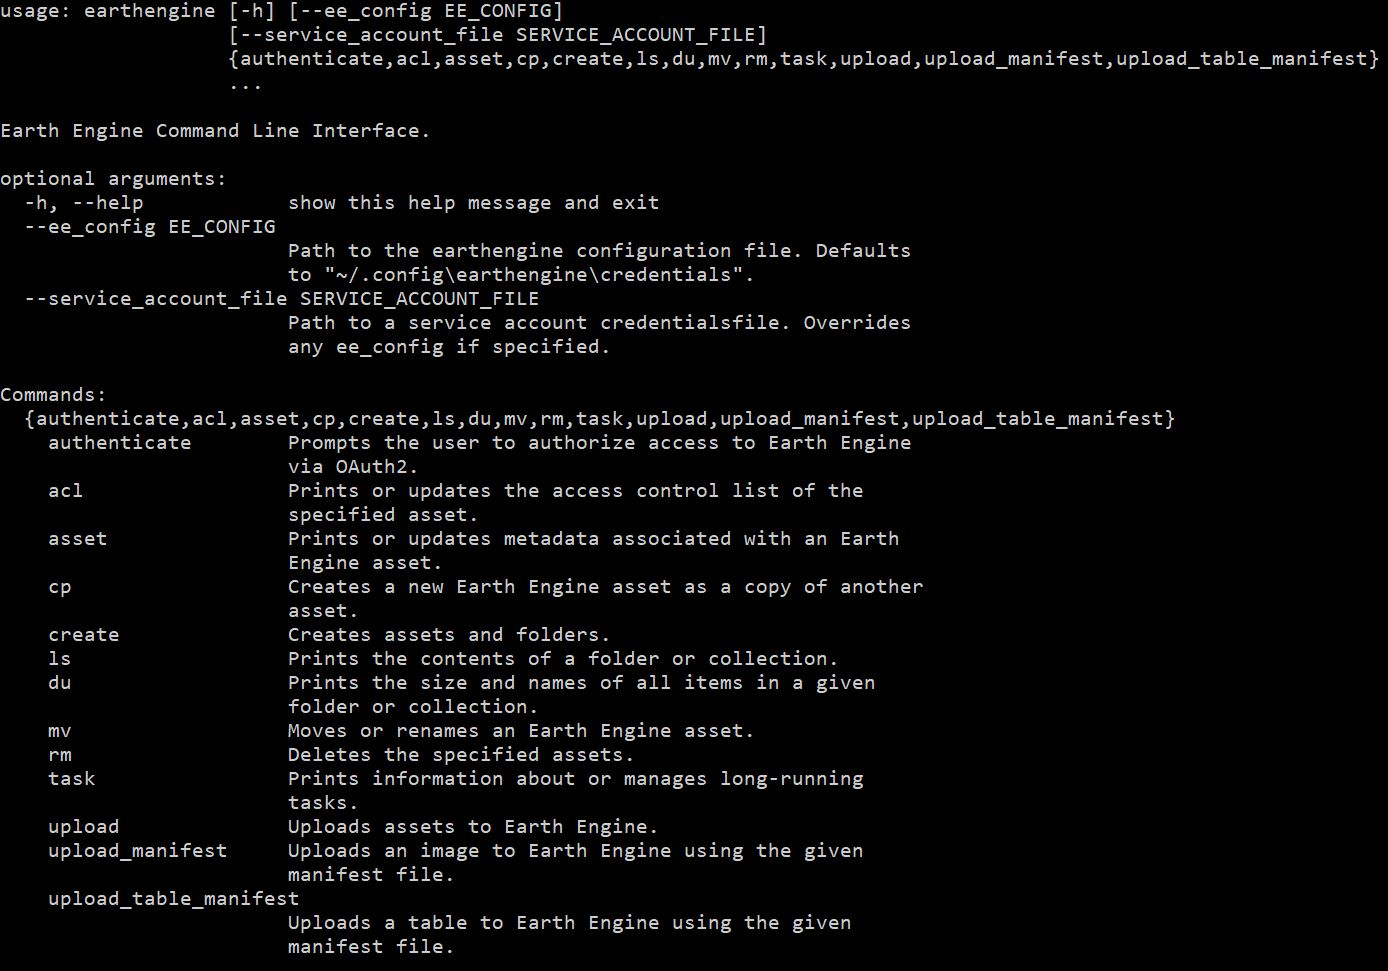 usage: earthengine [-h] [--ee_config EE_CONFIG]
                   [--service_account_file SERVICE_ACCOUNT_FILE]
                   {authenticate,acl,asset,cp,create,ls,du,mv,rm,task,upload,upload_manifest,upload_table_manifest}
                   ...

Earth Engine Command Line Interface.

optional arguments:
  -h, --help            show this help message and exit
  --ee_config EE_CONFIG
                        Path to the earthengine configuration file. Defaults
                        to "~/.config\earthengine\credentials".
  --service_account_file SERVICE_ACCOUNT_FILE
                        Path to a service account credentialsfile. Overrides
                        any ee_config if specified.

Commands:
  {authenticate,acl,asset,cp,create,ls,du,mv,rm,task,upload,upload_manifest,upload_table_manifest}
    authenticate        Prompts the user to authorize access to Earth Engine
                        via OAuth2.
    acl                 Prints or updates the access control list of the
                        specified asset.
    asset               Prints or updates metadata associated with an Earth
                        Engine asset.
    cp                  Creates a new Earth Engine asset as a copy of another
                        asset.
    create              Creates assets and folders.
    ls                  Prints the contents of a folder or collection.
    du                  Prints the size and names of all items in a given
                        folder or collection.
    mv                  Moves or renames an Earth Engine asset.
    rm                  Deletes the specified assets.
    task                Prints information about or manages long-running
                        tasks.
    upload              Uploads assets to Earth Engine.
    upload_manifest     Uploads an image to Earth Engine using the given
                        manifest file.
    upload_table_manifest
                        Uploads a table to Earth Engine using the given
                        manifest file.